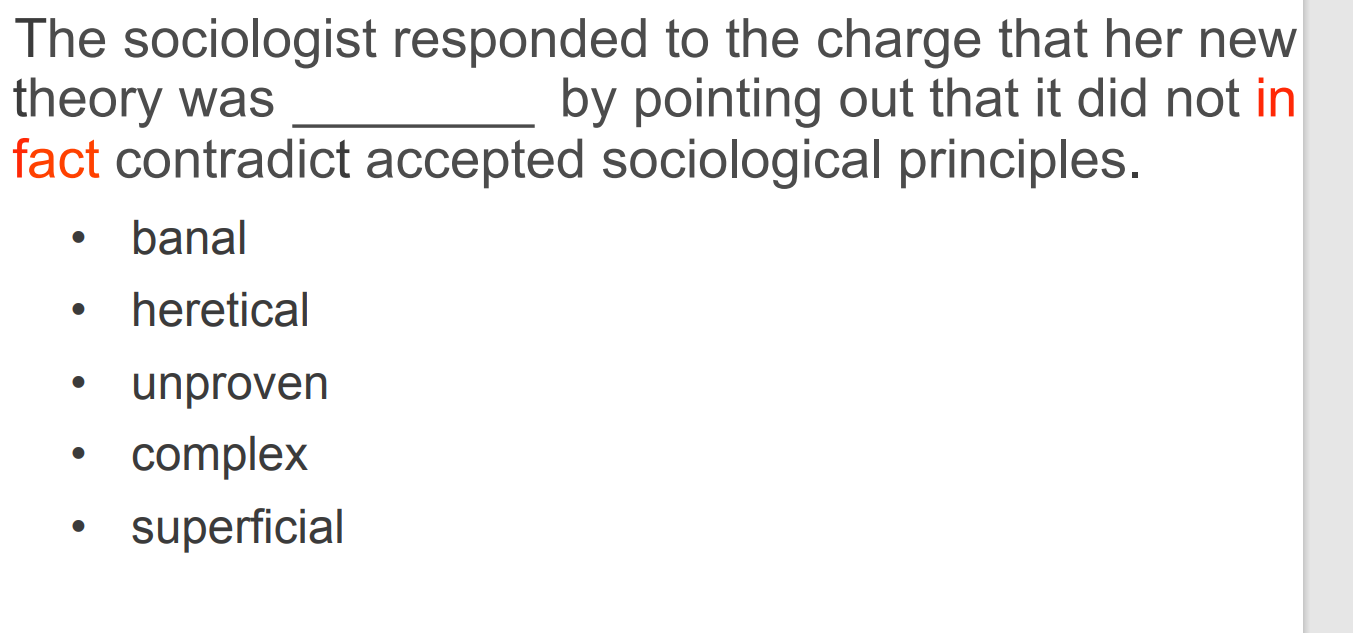 The sociologist responded to the charge that her new
theory was _________ by pointing out that it did not in
fact contradict accepted sociological principles.
• banal
• heretical
• unproven
• complex
• superficial